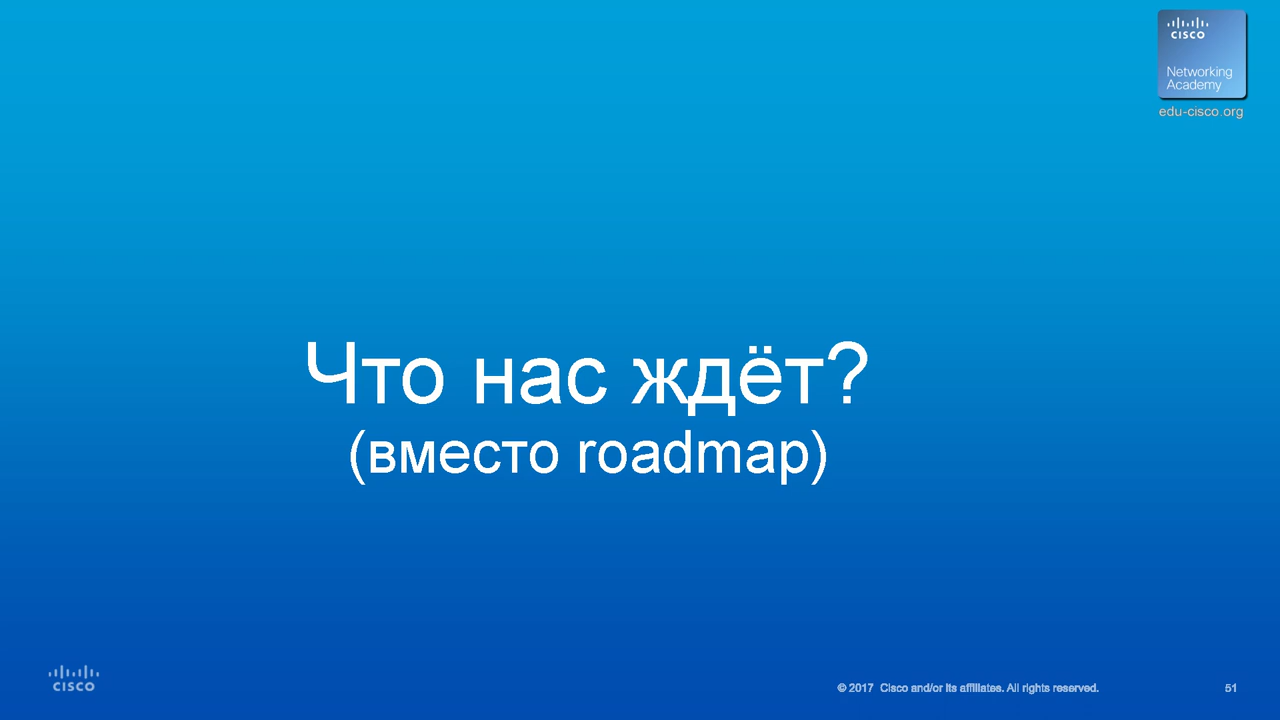 CISCO
Networking
Academy
edu-cisco.org
Что нас ждёт?
(вместо roadmap)
CISCO
© 2017 Cisco and/or its affiliates. All rights reserved.
51